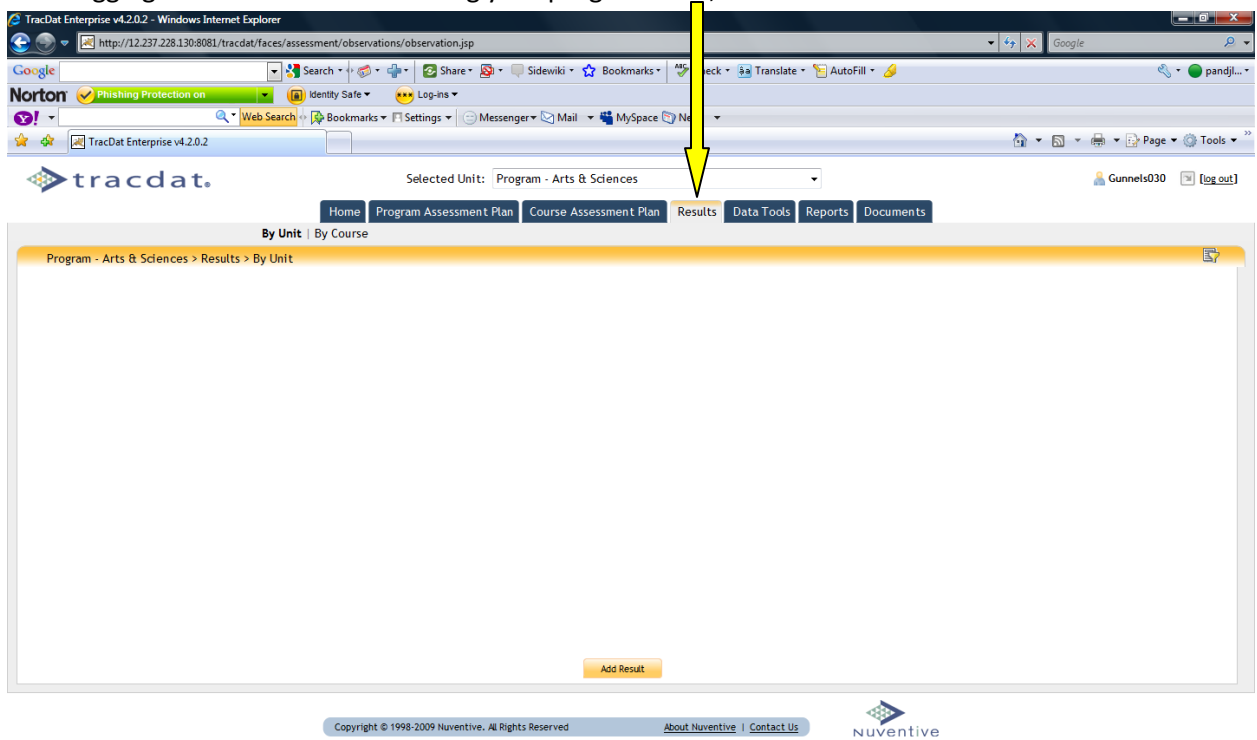 TracDat Enterprise v4.2.0.2 - Windows Internet Explorer
http://12.237.228.130:8081/tracdat/faces/assessment/observations/observation.jsp
Google
Google Search Share Sidewiki Bookmarks Translate AutoFill pandjl...
Norton Phishing Protection on Identity Safe Log-ins
Web Search Bookmarks Settings Messenger Mail MySpace
TracDat Enterprise v4.2.0.2 Page Tools
tracdat. Selected Unit: Program - Arts & Sciences Gunnels030 [log out]
Home Program Assessment Plan Course Assessment Plan Results Data Tools Reports Documents
By Unit | By Course
Program - Arts & Sciences > Results > By Unit
Add Result
Copyright © 1998-2009 Nuventive. All Rights Reserved About Nuventive | Contact Us nuventive